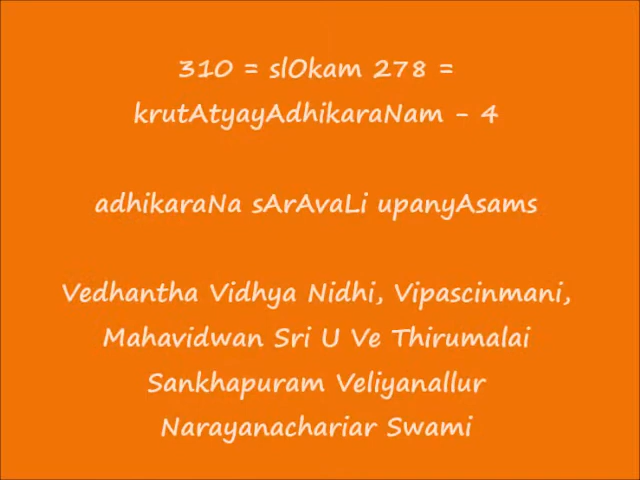 310 = slOkam 278 =
krutAtyayAdhikaraNam - 4
adhikaraNa sArAvaLi upanyAsams
Vedhantha Vidhya Nidhi, Vipascinmani,
Mahavidwan Sri U Ve Thirumalai
Sankhapuram Veliyanallur
Narayanachariar Swami